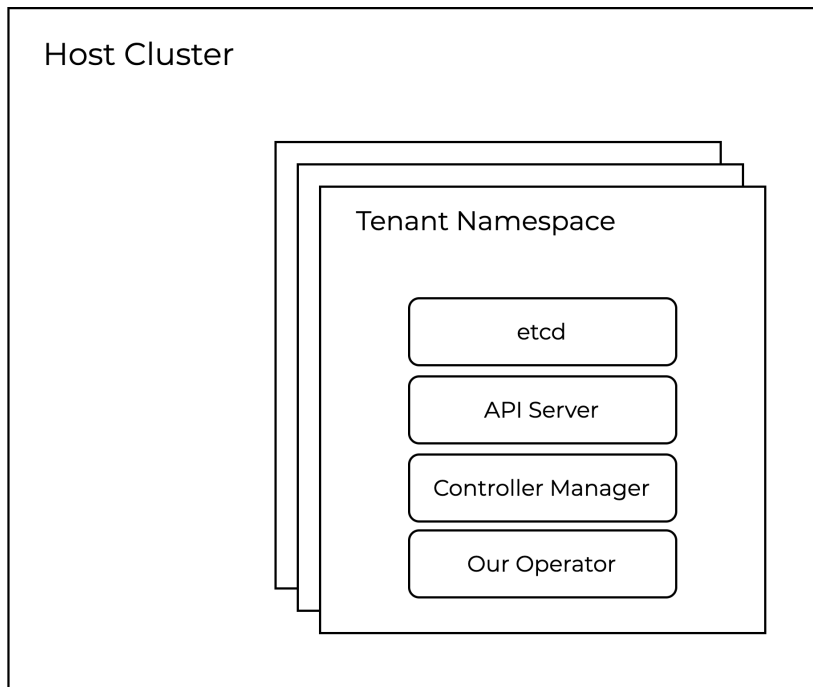 Host Cluster
Tenant Namespace
etcd
API Server
Controller Manager
Our Operator